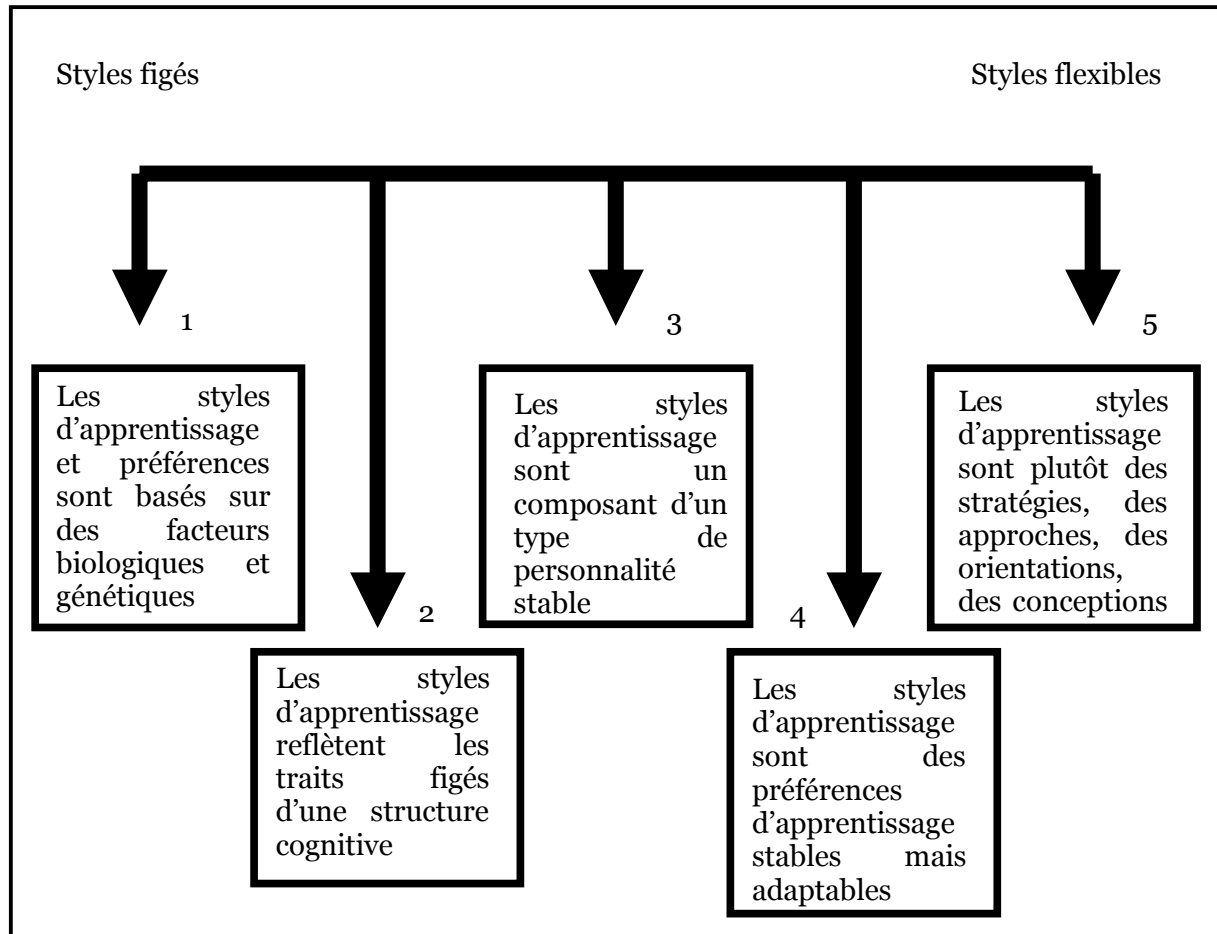 Styles figés
Styles flexibles
1
Les styles
d’apprentissage
et préférences
sont basés sur
des facteurs
biologiques et
génétiques
2
Les styles
d’apprentissage
reflètent les
traits figés
d’une structure
cognitive
3
Les styles
d’apprentissage
sont un
composant d’un
type de
personnalité
stable
4
Les styles
d’apprentissage
sont des
préférences
d’apprentissage
stables mais
adaptables
5
Les styles
d’apprentissage
sont plutôt des
stratégies, des
approches, des
orientations,
des conceptions